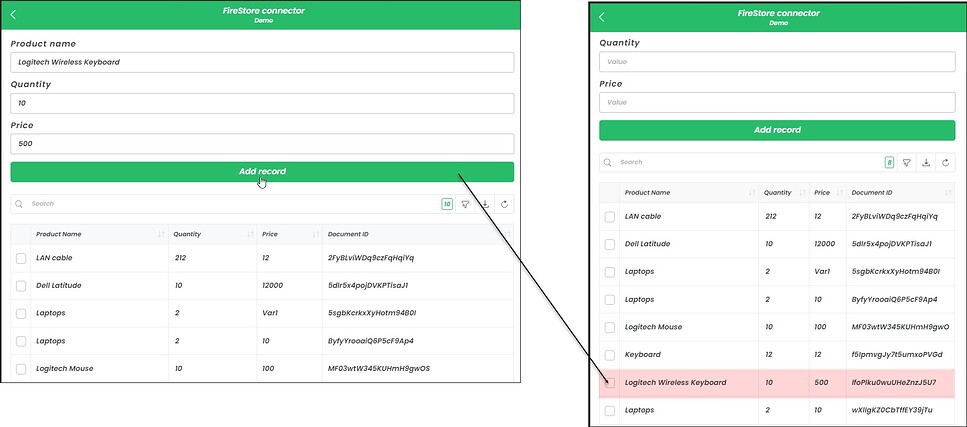 FireStore connector
Demo
Product name
Logitech Wireless Keyboard
Quantity
10
Price
500
Add record
Search
10
Product Name Quantity Price Document ID
LAN cable 212 12 2FyBLviWDq9czFqHqiYq
Dell Latitude 10 12000 5dlr5x4pojDVKPTisaJ1
Laptops 2 Var1 5sgbKcrkxXyHotm94B0I
Laptops 2 10 ByfyYrooaiQ6P5cF9Ap4
Logitech Mouse 10 100 MF03wtW345KUHmH9gwOS
FireStore connector
Demo
Quantity
Value
Price
Value
Add record
Search
8
Product Name Quantity Price Document ID
LAN cable 212 12 2FyBLviWDq9czFqHqiYq
Dell Latitude 10 12000 5dlr5x4pojDVKPTisaJ1
Laptops 2 Var1 5sgbKcrkxXyHotm94B0I
Laptops 2 10 ByfyYrooaiQ6P5cF9Ap4
Logitech Mouse 10 100 MF03wtW345KUHmH9gwO
Keyboard 12 12 f5IpmvgJy7t5umxoPVGd
Logitech Wireless Keyboard 10 500 lfoPlku0wuUHeZnzJ5U7
Laptops 2 10 wXIlgKZ0CbTffEY39jTu